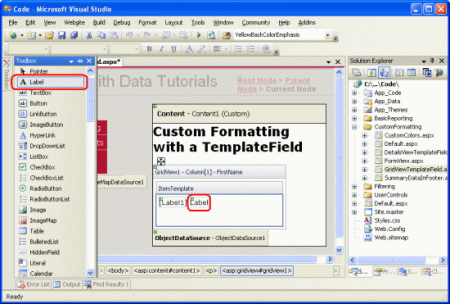 Code - Microsoft Visual Studio
File Edit View Website Build Debug Format Layout Tools Window Community Help Addins
YellowBackColorEmphasis
Toolbox
Pointer
Label
TextBox
Button
LinkButton
ImageButton
HyperLink
DropDownList
ListBox
CheckBox
CheckBoxList
RadioButton
RadioButtonList
Image
ImageMap
Table
BulletedList
HiddenField
Literal
Calendar
d.aspx*
with Data Tutorials
Root Node > Parent
Node > Current Node
Content - Content1 (Custom)
Custom Formatting
with a TemplateField
GridView1 - Column[1] - FirstName
ItemTemplate
[Label1] Label
eMapDataSource1
ObjectDataSource - ObjectDataSource1
<body> <asp:content#content1> <p> <asp:gridview#gridview1>
Solution Explorer
C:\...\Code\
App_Code
App_Data
App_Themes
BasicReporting
CustomFormatting
CustomColors.aspx
Default.aspx
DetailsViewTemplateField
FormView.aspx
GridViewTemplateField.a
SummaryDataInFooter.a
Filtering
UserControls
Default.aspx
Site.master
Styles.css
Web.Config
Web.sitemap
Error List Output Find Results 1
Ready